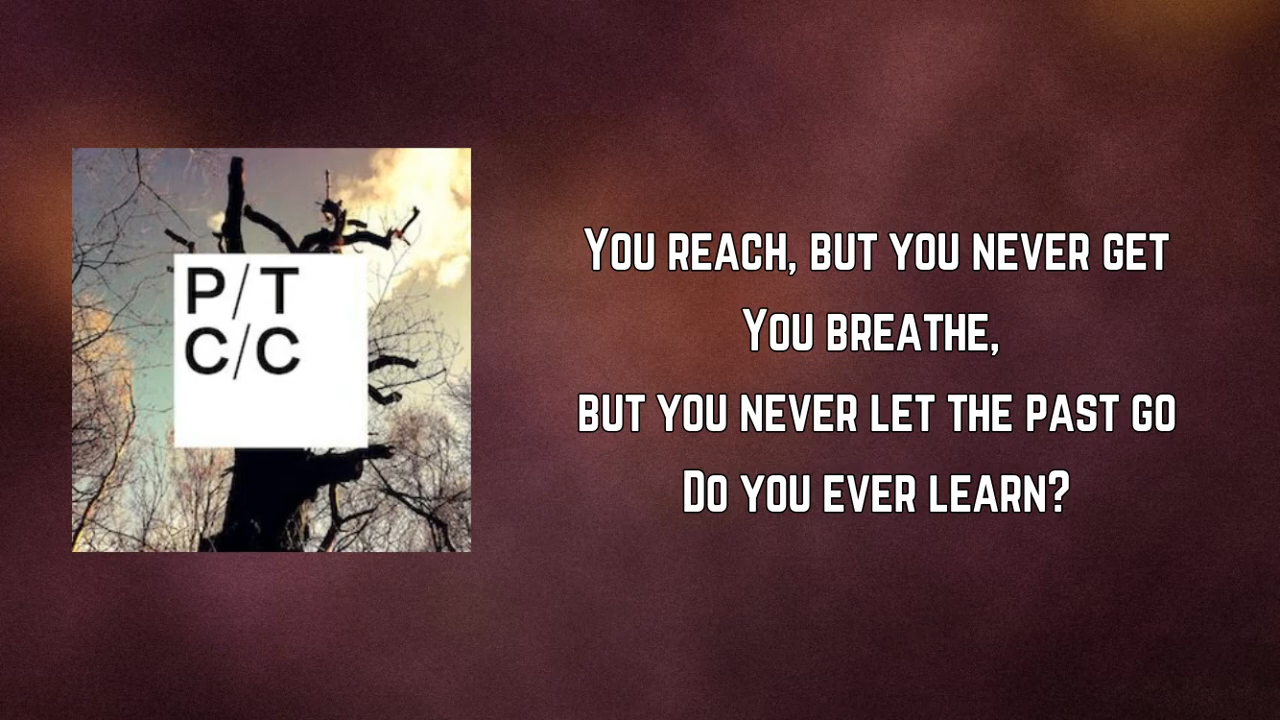 P/T
C/C
You reach, but you never get
You breathe,
but you never let the past go
Do you ever learn?